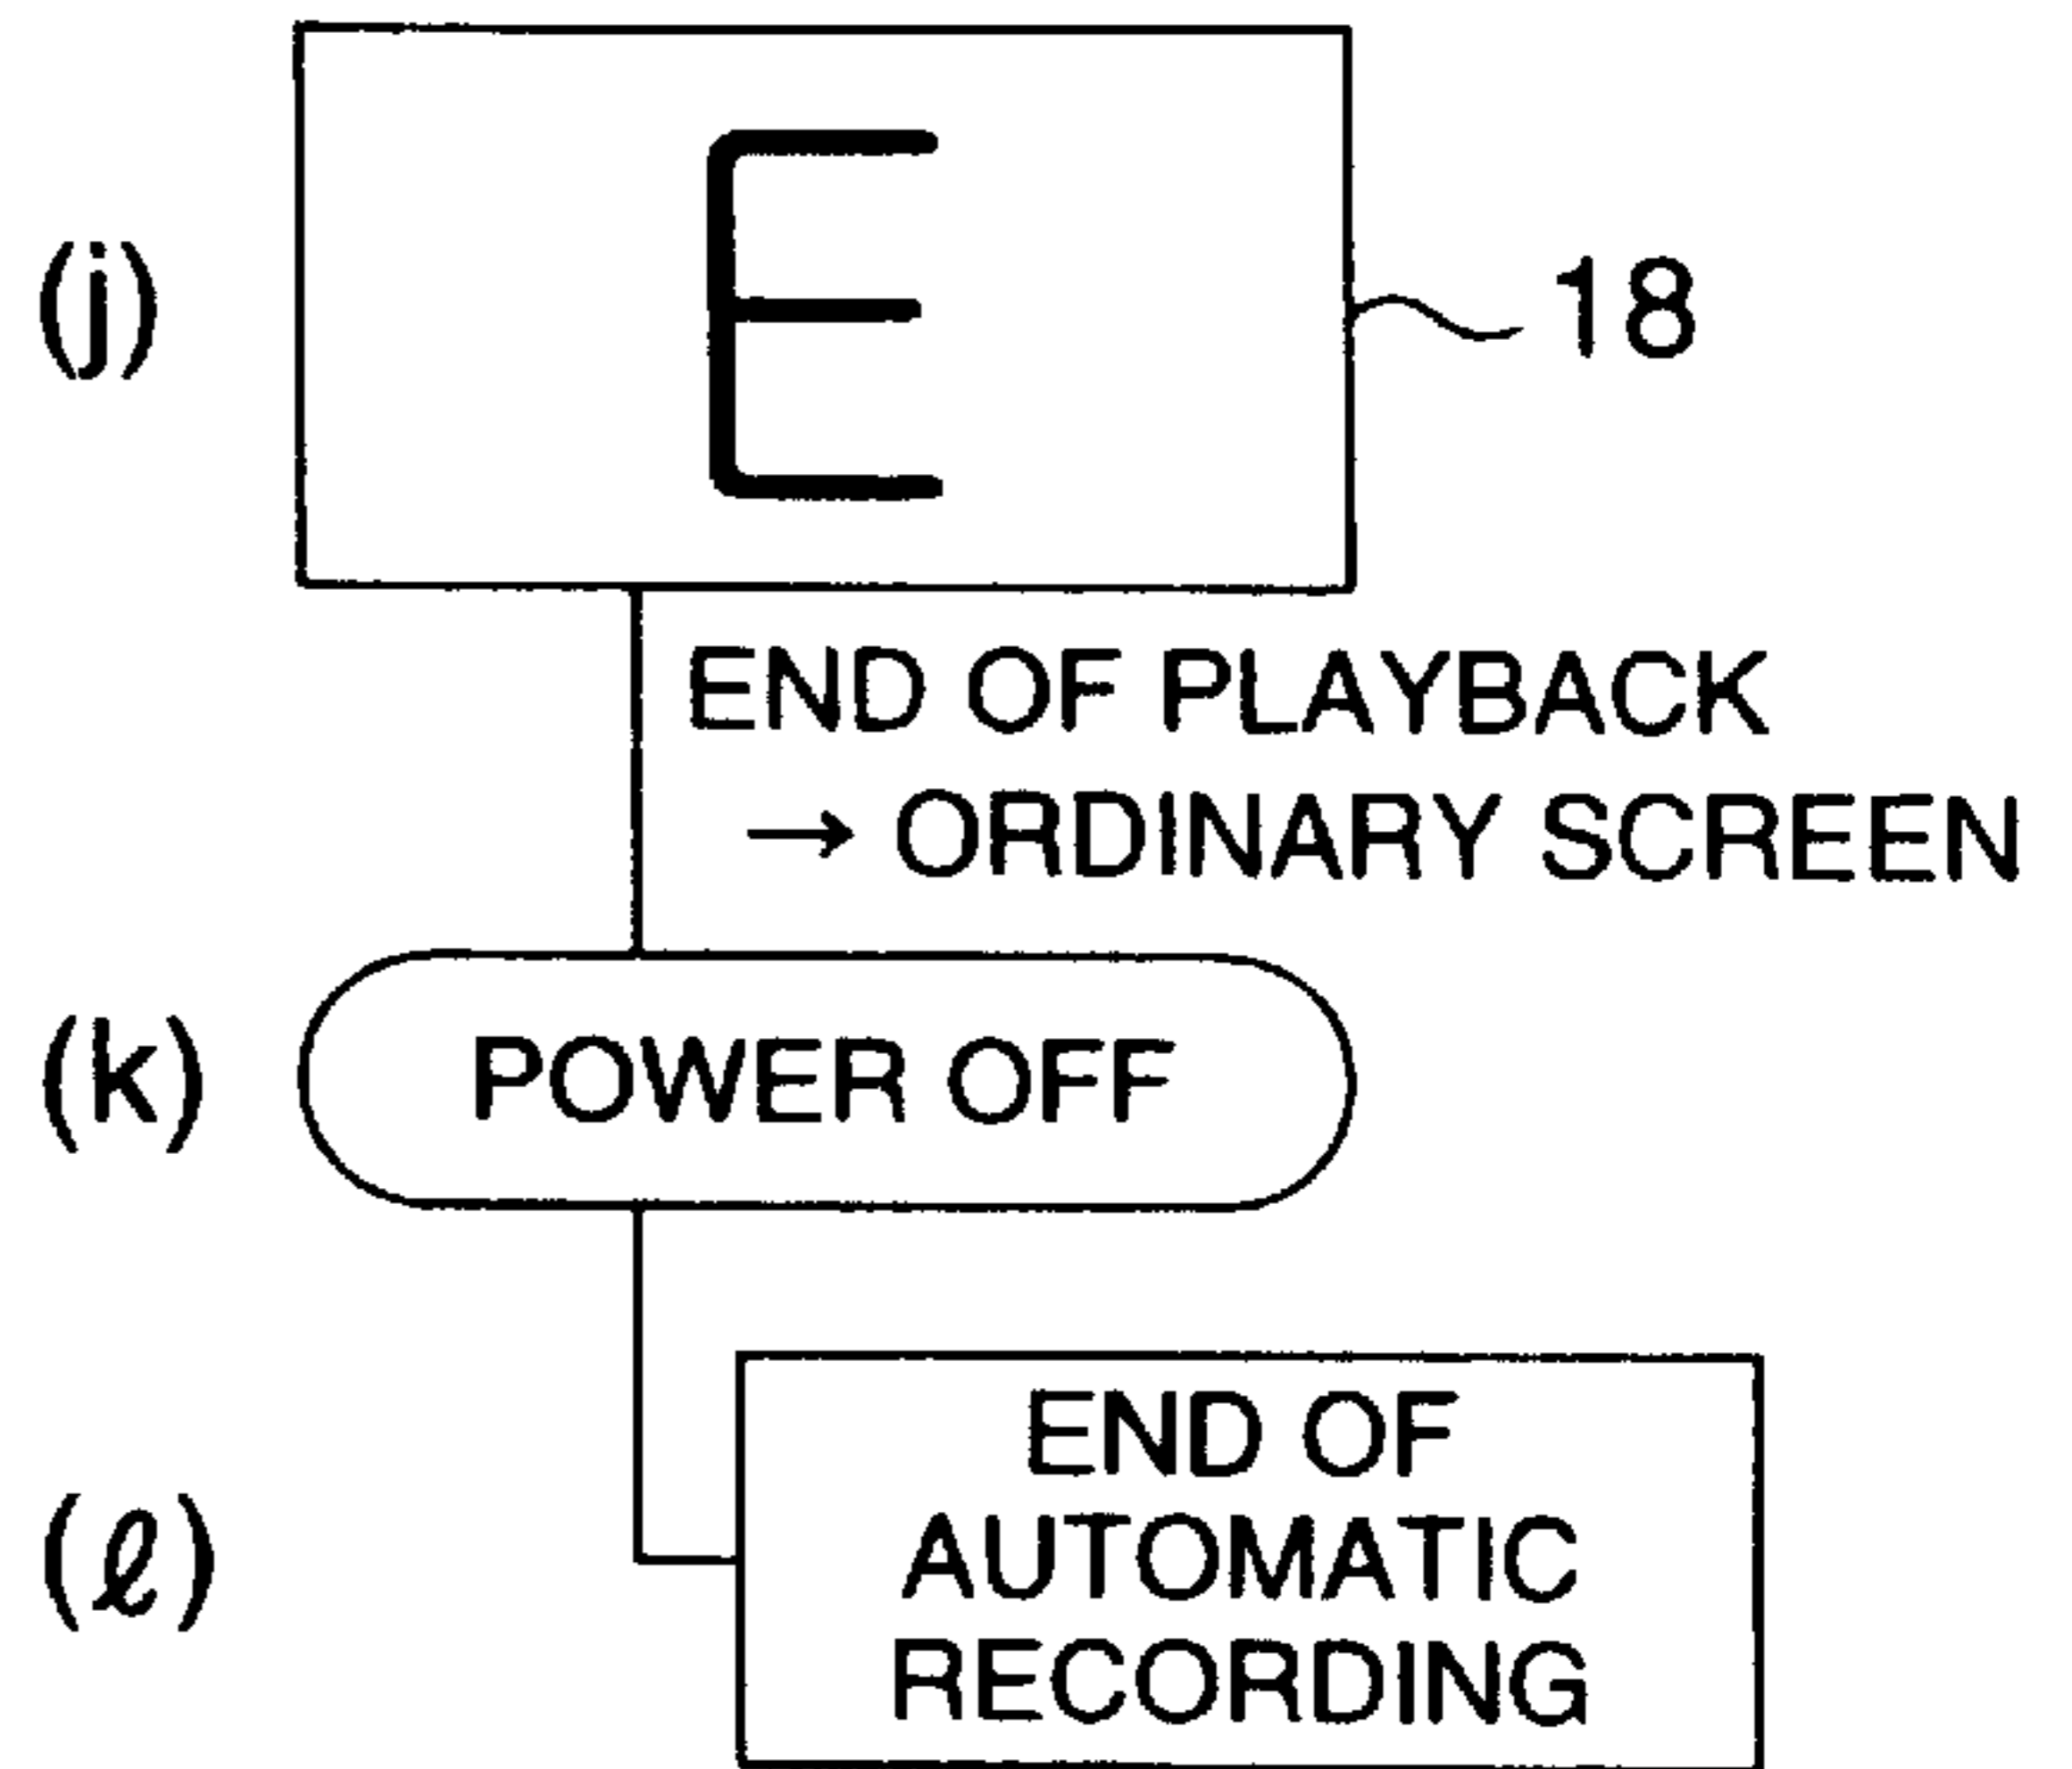 (j)
E
18
END OF PLAYBACK
→ ORDINARY SCREEN
(k)
POWER OFF
(ℓ)
END OF
AUTOMATIC
RECORDING